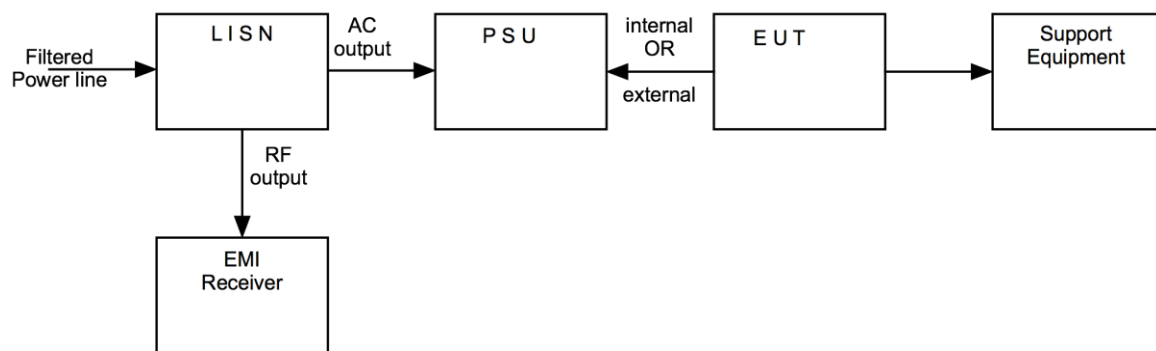 Filtered
Power line
L I S N
AC
output
P S U
internal
OR
external
E U T
Support
Equipment
RF
output
EMI
Receiver